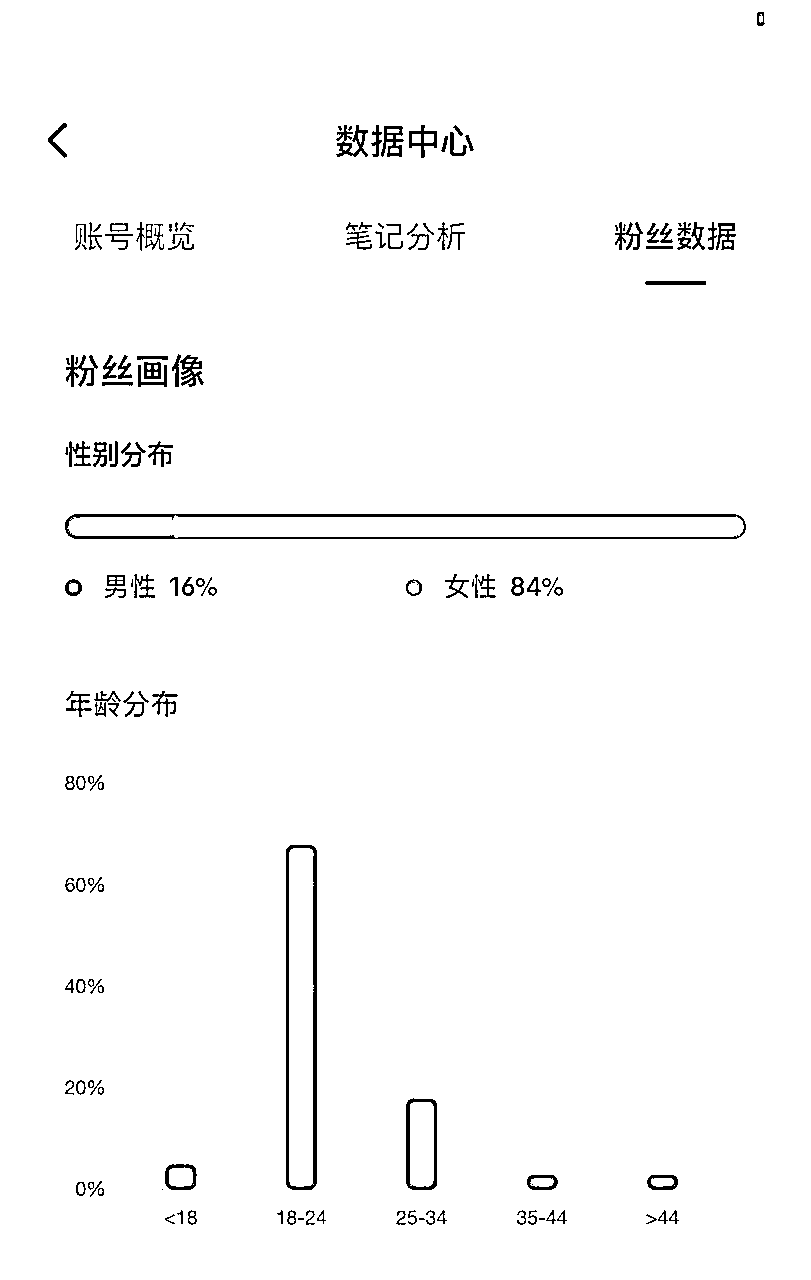 数据中心
账号概览 笔记分析 粉丝数据
粉丝画像
性别分布
男性 16% 女性 84%
年龄分布
80%
60%
40%
20%
0%
<18 18-24 25-34 35-44 >44